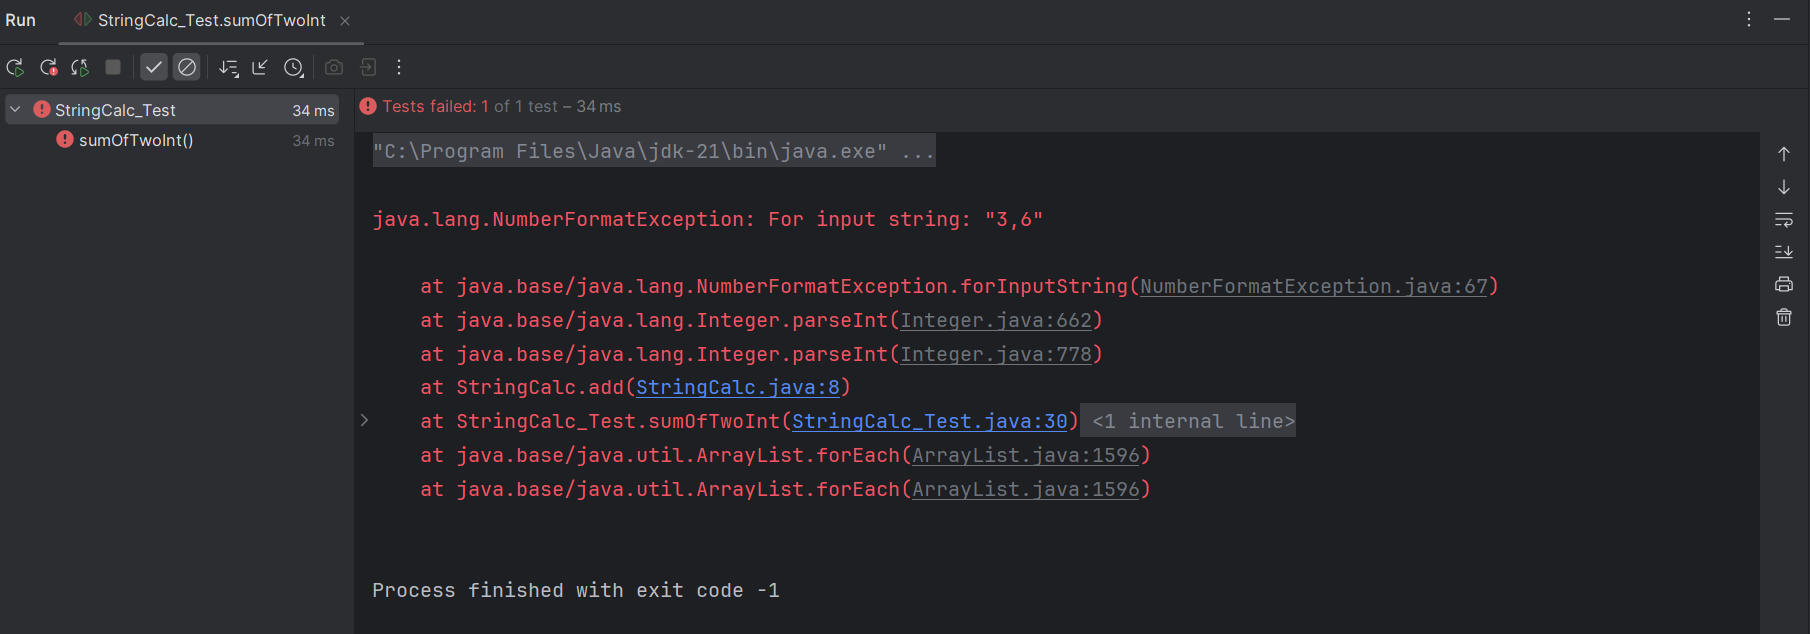 Run StringCalc_Test.sumOfTwoInt
StringCalc_Test 34 ms
sumOfTwoInt() 34 ms
Tests failed: 1 of 1 test – 34 ms
"C:\Program Files\Java\jdk-21\bin\java.exe" ...
java.lang.NumberFormatException: For input string: "3,6"
at java.base/java.lang.NumberFormatException.forInputString(NumberFormatException.java:67)
at java.base/java.lang.Integer.parseInt(Integer.java:662)
at java.base/java.lang.Integer.parseInt(Integer.java:778)
at StringCalc.add(StringCalc.java:8)
at StringCalc_Test.sumOfTwoInt(StringCalc_Test.java:30) <1 internal line>
at java.base/java.util.ArrayList.forEach(ArrayList.java:1596)
at java.base/java.util.ArrayList.forEach(ArrayList.java:1596)
Process finished with exit code -1